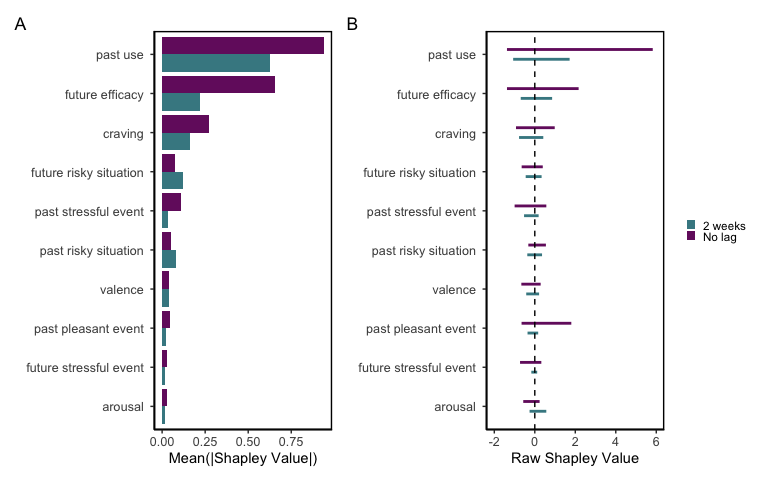 A
past use
future efficacy
craving
future risky situation
past stressful event
past risky situation
valence
past pleasant event
future stressful event
arousal
0.00 0.25 0.50 0.75
Mean(|Shapley Value|)
B
past use
future efficacy
craving
future risky situation
past stressful event
past risky situation
valence
past pleasant event
future stressful event
arousal
-2 0 2 4 6
Raw Shapley Value
2 weeks
No lag